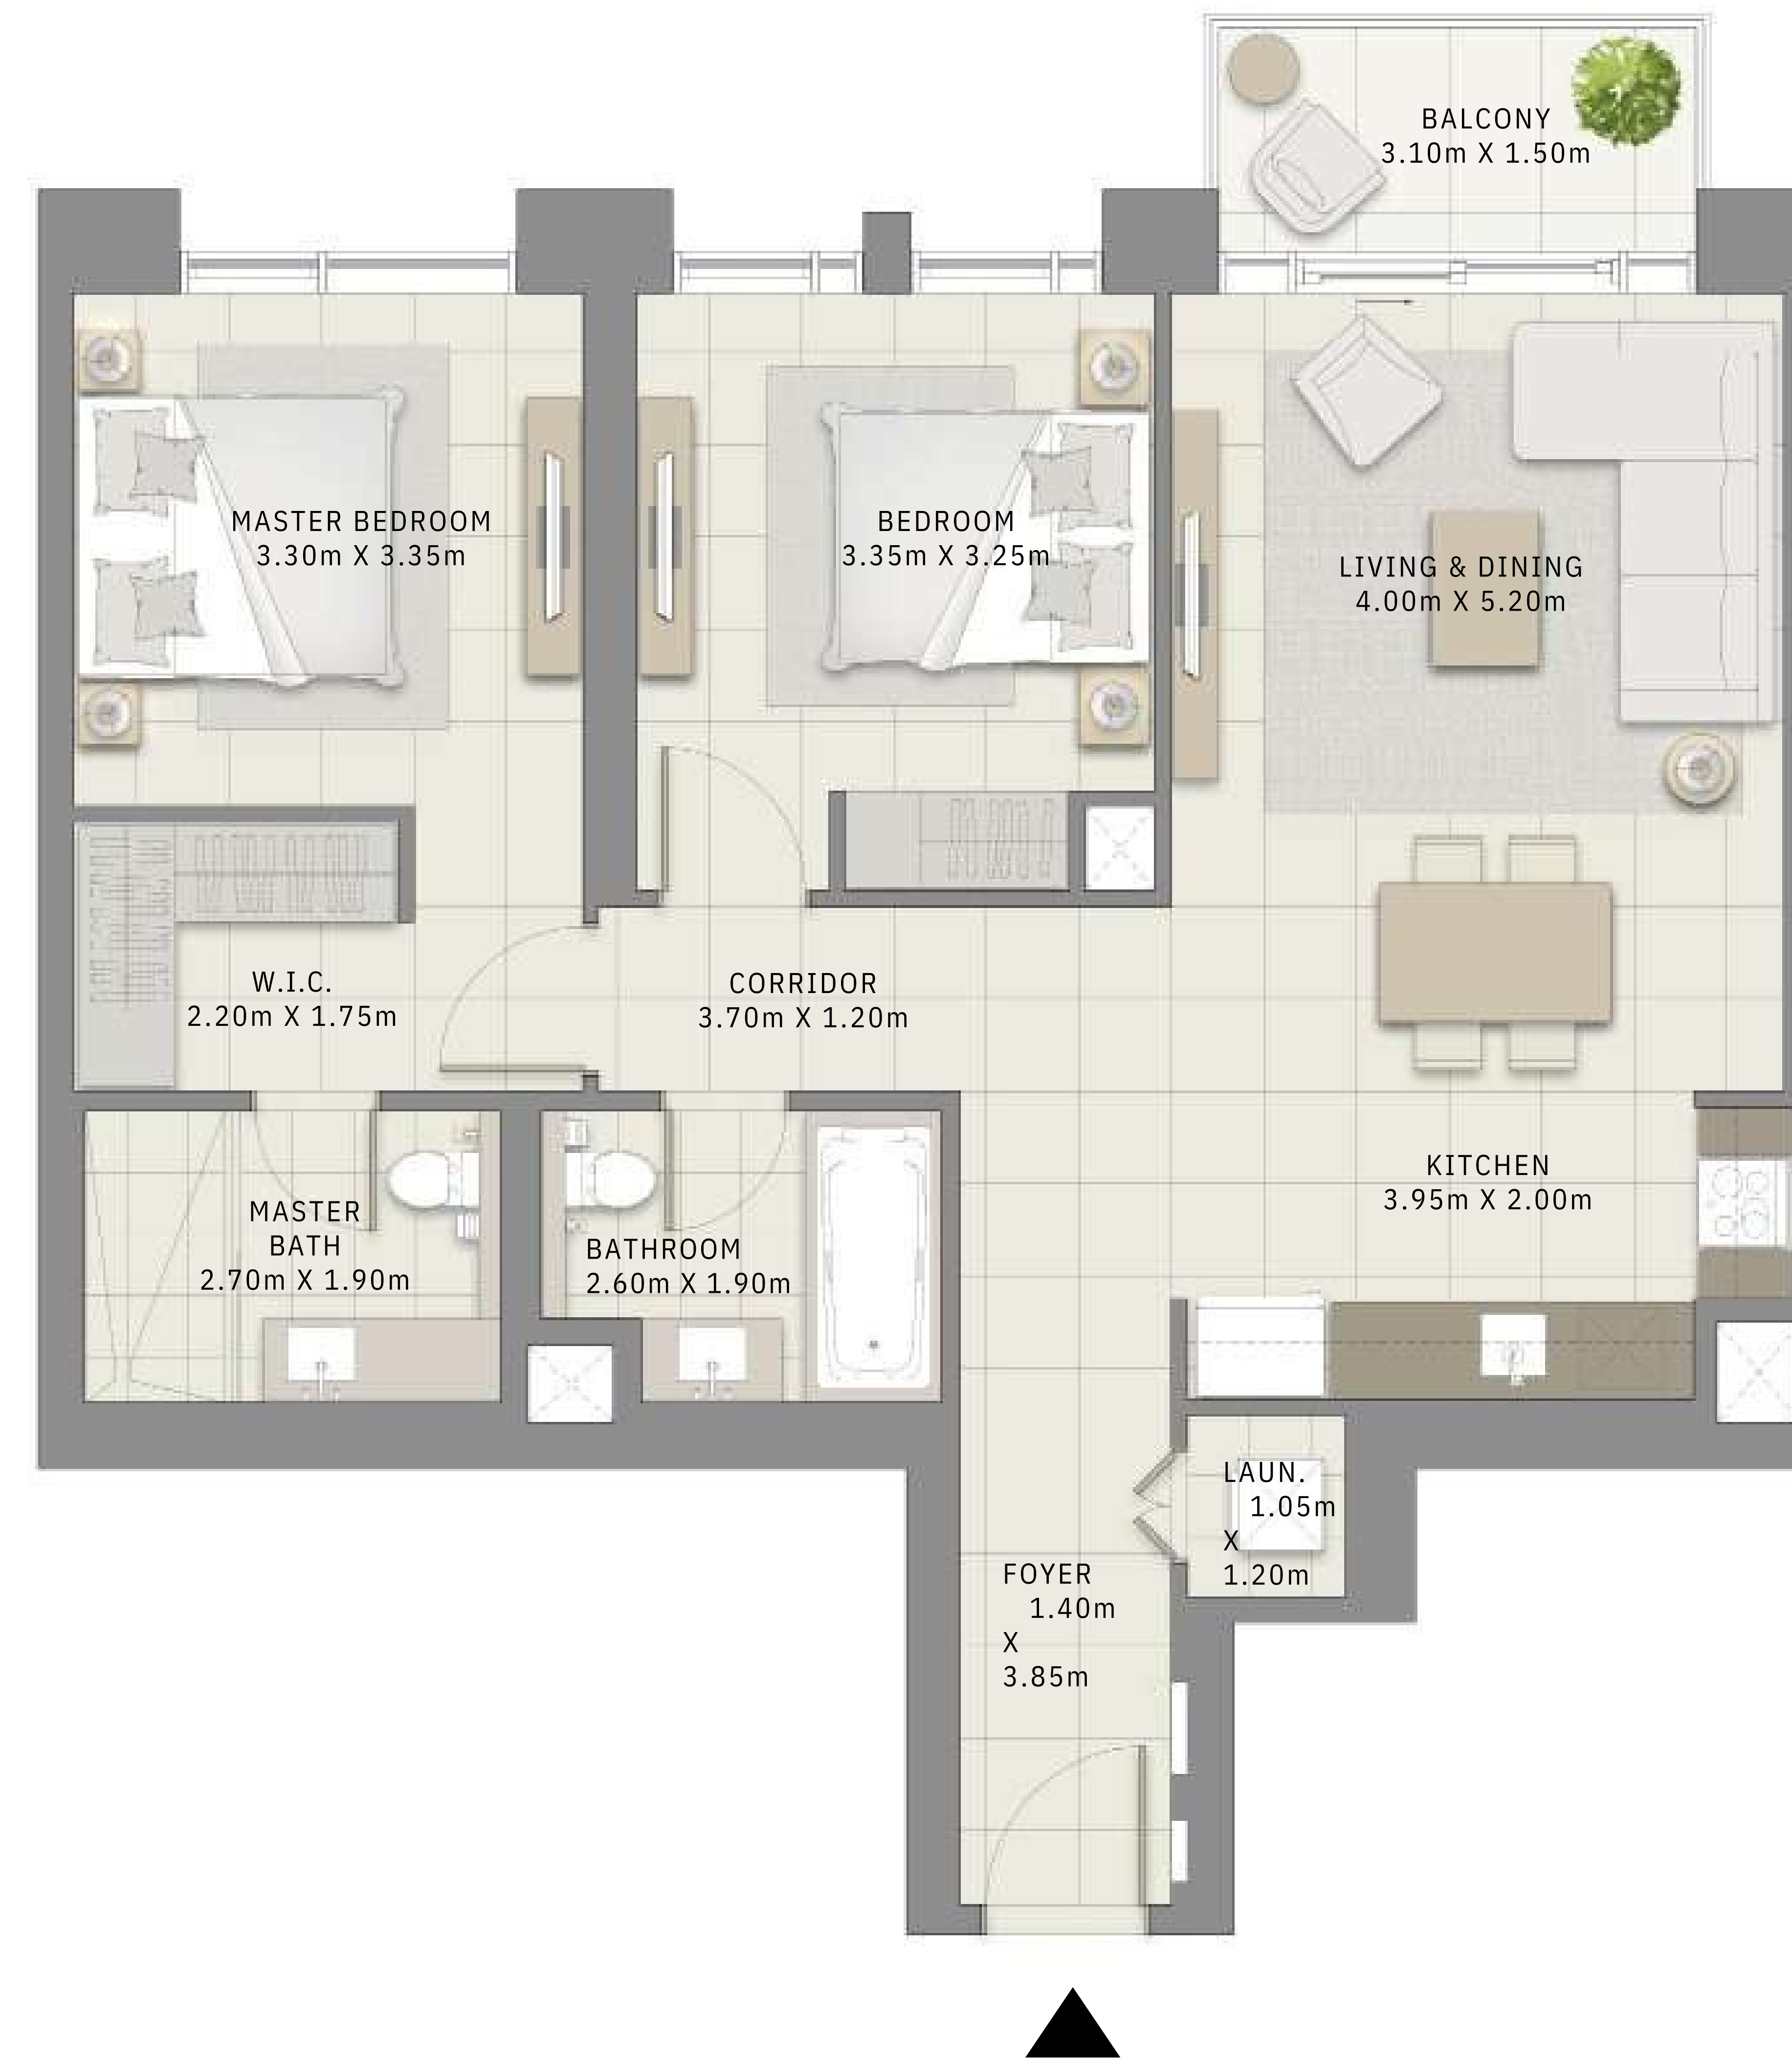 BALCONY
3.10m X 1.50m
MASTER BEDROOM
3.30m X 3.35m
BEDROOM
3.35m X 3.25m
LIVING & DINING
4.00m X 5.20m
W.I.C.
2.20m X 1.75m
CORRIDOR
3.70m X 1.20m
KITCHEN
3.95m X 2.00m
MASTER
BATH
2.70m X 1.90m
BATHROOM
2.60m X 1.90m
LAUN.
1.05m
X
1.20m
FOYER
1.40m
X
3.85m